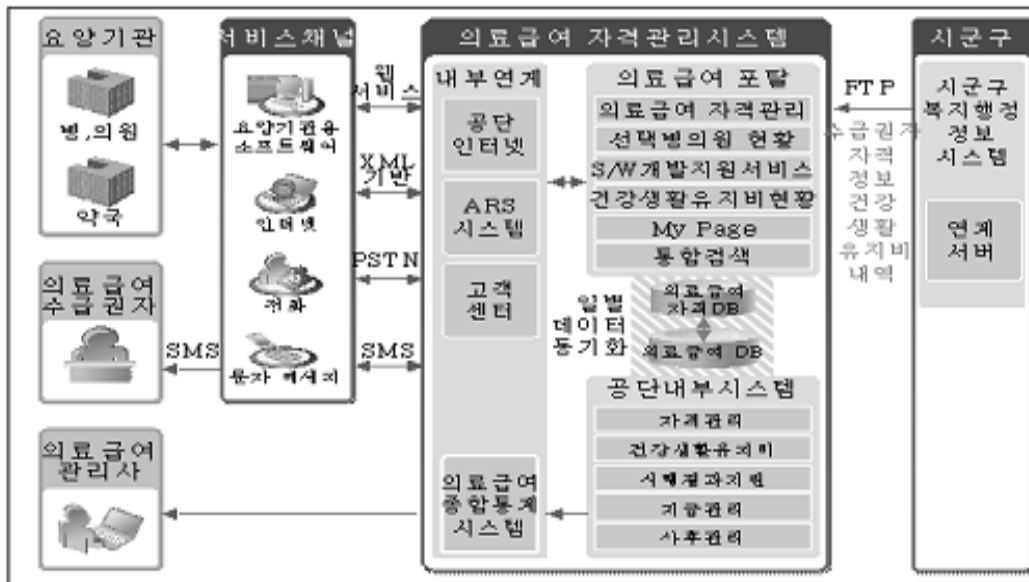 요양기관
병,의원
약국
의료급여
수급권자
의료급여
관리사
SMS
서비스채널
요양기관용
소프트웨어
인터넷
전화
문자 메세지
웹
서비스
XML
기반
PSTN
SMS
의료급여 자격관리시스템
내부연계
공단
인터넷
ARS
시스템
고객
센터
의료급여
종합통계
시스템
의료급여 포탈
의료급여 자격관리
선택병의원 현황
S/W개발지원서비스
건강생활유지비현황
My Page
통합검색
일별
데이터
동기화
의료급여
자격DB
의료급여 DB
공단내부시스템
자격관리
건강생활유지비
시행결과지원
지급관리
사후관리
FTP
수급권자
자격
정보
건강
생활
유지비
내역
시군구
시군구
복지행정
정보
시스템
연계
서버